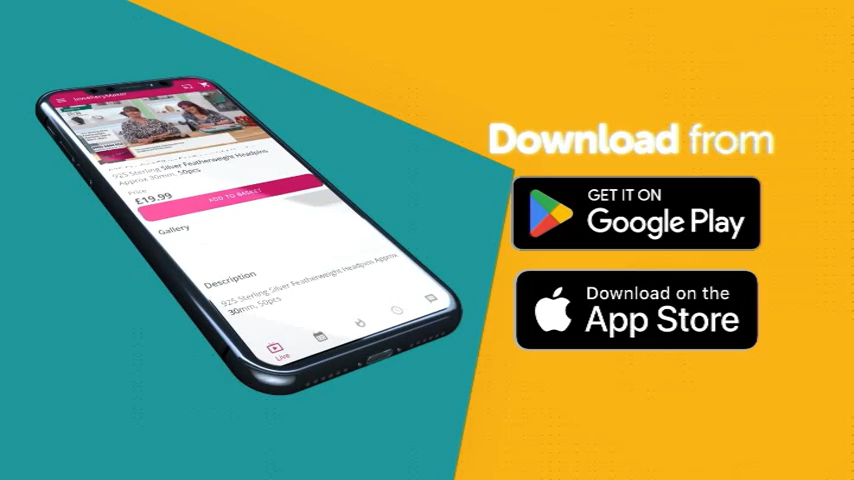 JewelleryMaker
925 Sterling Silver Featherweight Headpins
Approx 30mm, 50pcs
Price
£19.99
ADD TO BASKET
Gallery
Description
925 Sterling Silver Featherweight Headpins Approx
30mm, 50pcs
Live
Download from
GET IT ON
Google Play
Download on the
App Store